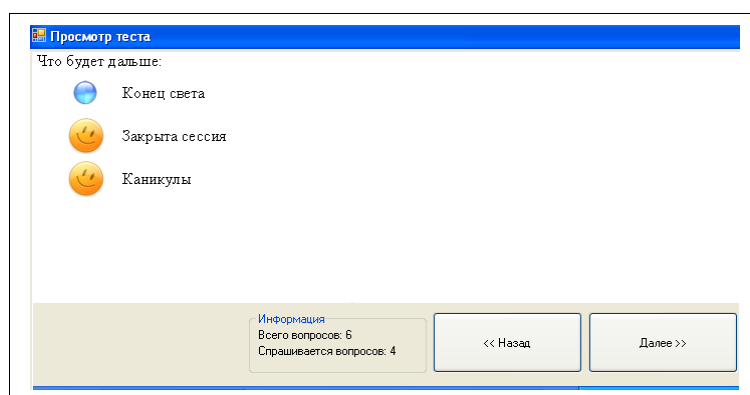 Просмотр теста
Что будет дальше:
Конец света
Закрыта сессия
Каникулы
Информация
Всего вопросов: 6
Спрашивается вопросов: 4
<< Назад
Далее >>